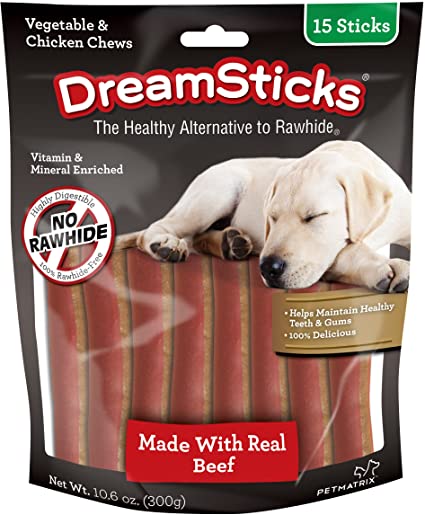 Vegetable &
Chicken Chews
15 Sticks
DreamSticks®
The Healthy Alternative to Rawhide®
Vitamin &
Mineral Enriched
Highly Digestible
NO
RAWHIDE
100% Rawhide-Free
• Helps Maintain Healthy
Teeth & Gums
• 100% Delicious
Made With Real
Beef
Net Wt. 10.6 oz. (300g)
PETMATRIX